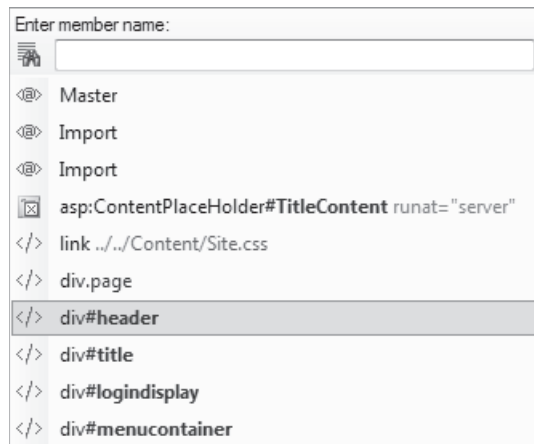 Enter member name:
Master
Import
Import
asp:ContentPlaceHolder#TitleContent runat="server"
link ../../Content/Site.css
div.page
div#header
div#title
div#logindisplay
div#menucontainer